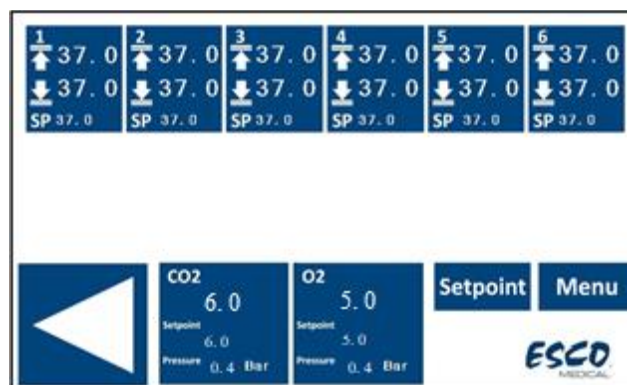 1 2 3 4 5 6
37.0 37.0 37.0 37.0 37.0 37.0
37.0 37.0 37.0 37.0 37.0 37.0
SP 37.0 SP 37.0 SP 37.0 SP 37.0 SP 37.0 SP 37.0
CO2
6.0
Setpoint
6.0
Pressure 0.4 Bar
O2
5.0
Setpoint
5.0
Pressure 0.4 Bar
Setpoint
Menu
ESCO
MEDICAL